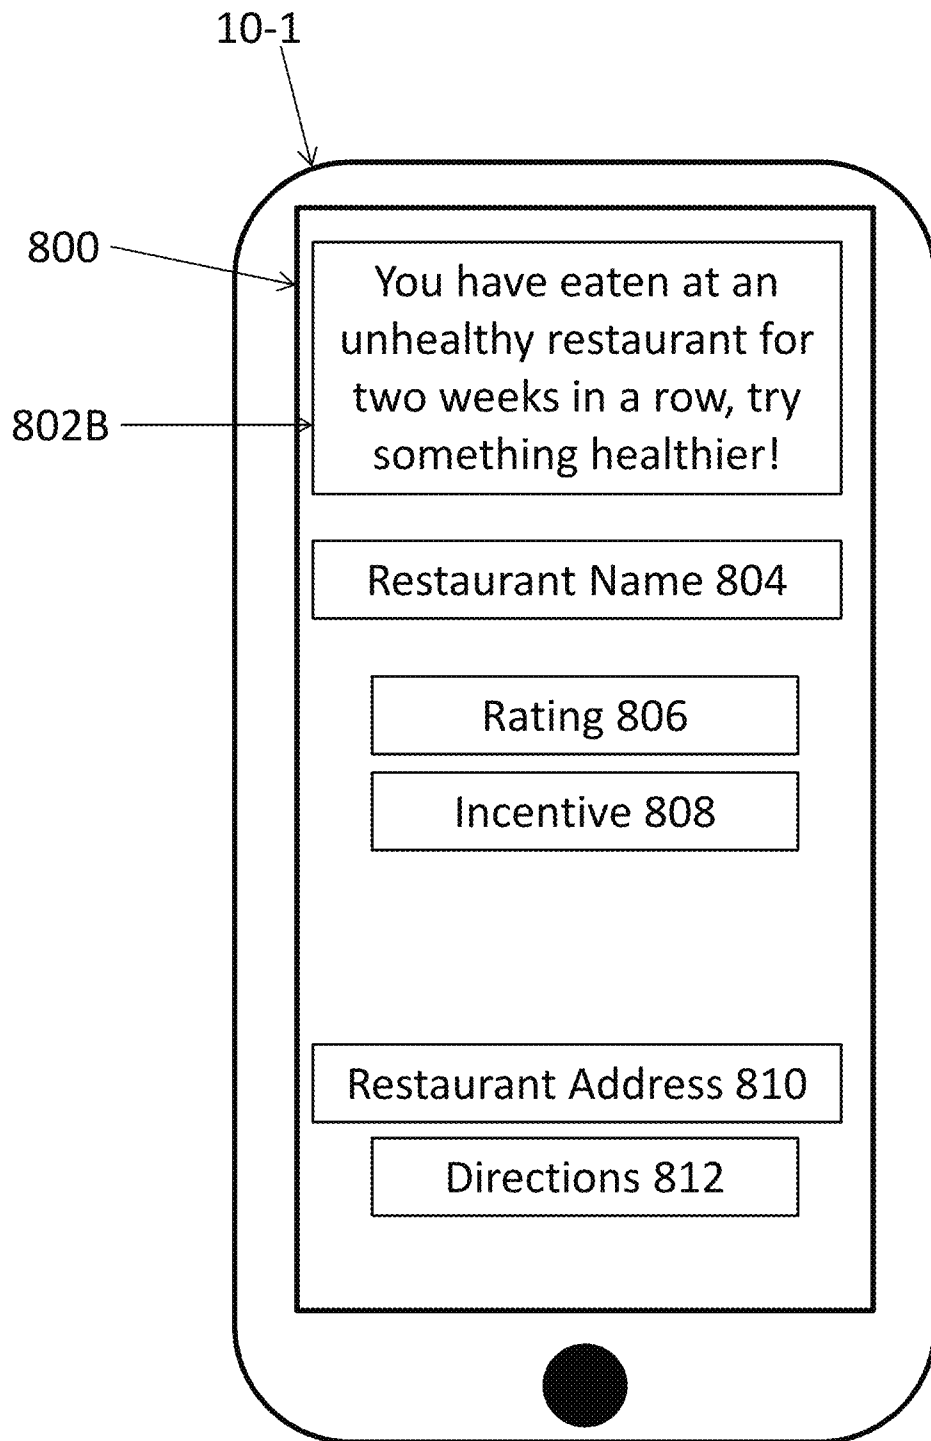 10-1
800
You have eaten at an
unhealthy restaurant for
two weeks in a row, try
something healthier!
802B
Restaurant Name 804
Rating 806
Incentive 808
Restaurant Address 810
Directions 812